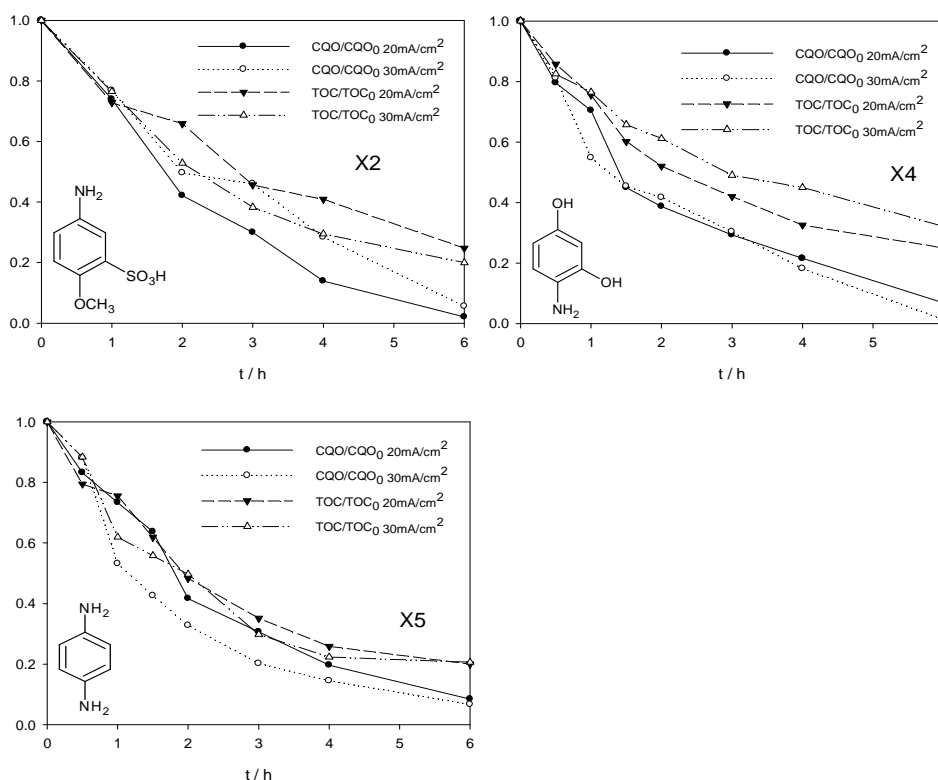 1.0
0.8
0.6
0.4
0.2
0.0
CQO/CQO0 20mA/cm2
CQO/CQO0 30mA/cm2
TOC/TOC0 20mA/cm2
TOC/TOC0 30mA/cm2
X2
NH2
SO3H
OCH3
0 1 2 3 4 5 6
t / h
1.0
0.8
0.6
0.4
0.2
0.0
CQO/CQO0 20mA/cm2
CQO/CQO0 30mA/cm2
TOC/TOC0 20mA/cm2
TOC/TOC0 30mA/cm2
X4
OH
OH
NH2
0 1 2 3 4 5
t / h
1.0
0.8
0.6
0.4
0.2
0.0
CQO/CQO0 20mA/cm2
CQO/CQO0 30mA/cm2
TOC/TOC0 20mA/cm2
TOC/TOC0 30mA/cm2
X5
NH2
NH2
0 1 2 3 4 5 6
t / h